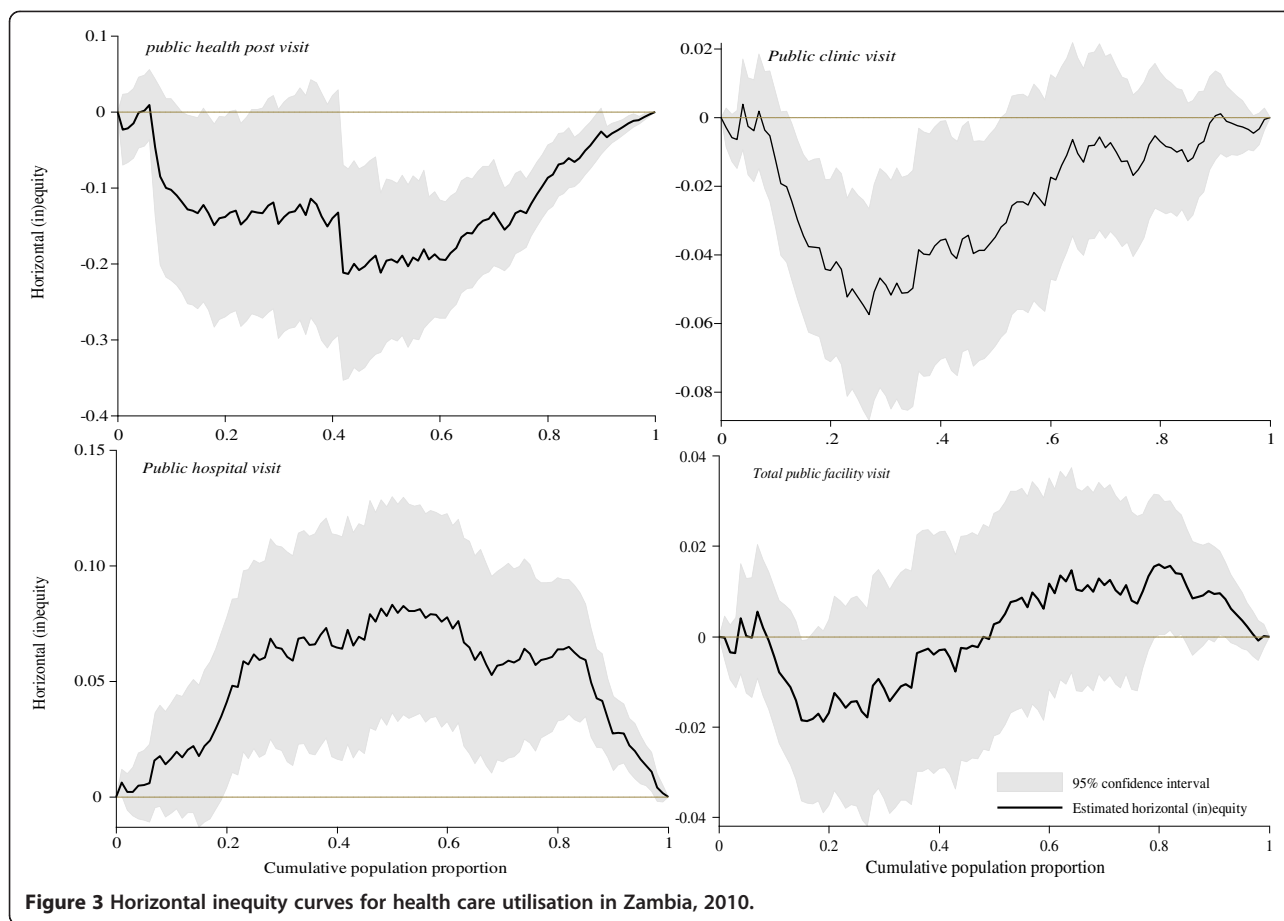 public health post visit
0.1
0
-0.1
-0.2
-0.3
-0.4
Horizontal (in)equity
0 0.2 0.4 0.6 0.8 1
Public clinic visit
0.02
0
-0.02
-0.04
-0.06
-0.08
0 .2 .4 .6 .8 1
Public hospital visit
0.15
0.10
0.05
0
Horizontal (in)equity
0 0.2 0.4 0.6 0.8 1
Cumulative population proportion
Total public facility visit
0.04
0.02
0
-0.02
-0.04
95% confidence interval
Estimated horizontal (in)equity
0 0.2 0.4 0.6 0.8 1
Cumulative population proportion
Figure 3 Horizontal inequity curves for health care utilisation in Zambia, 2010.